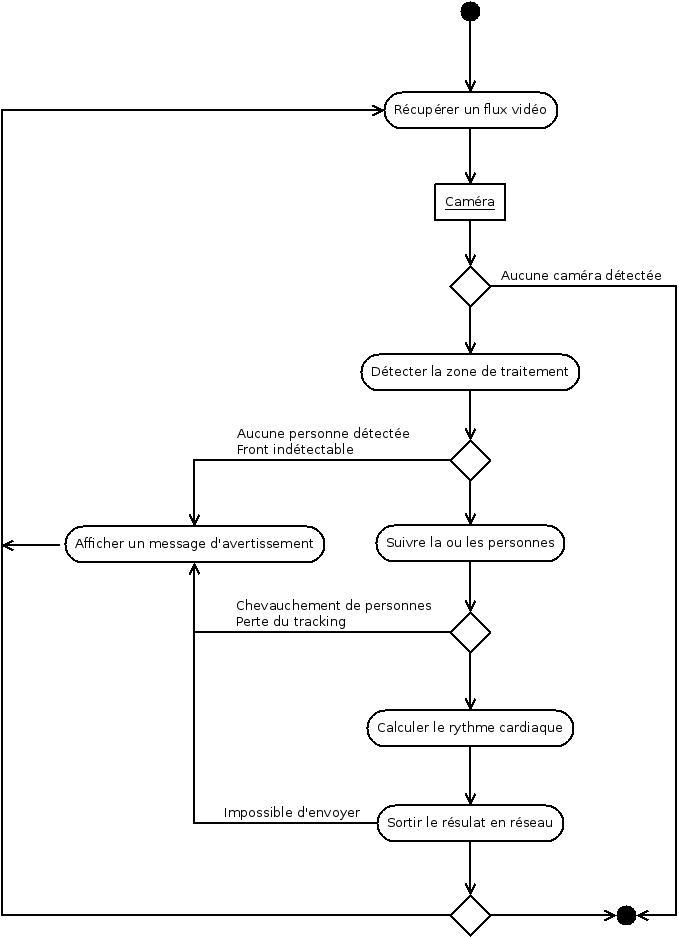 Récupérer un flux vidéo
Caméra
Aucune caméra détectée
Détecter la zone de traitement
Aucune personne détectée
Front indétectable
Afficher un message d'avertissement
Suivre la ou les personnes
Chevauchement de personnes
Perte du tracking
Calculer le rythme cardiaque
Impossible d'envoyer
Sortir le résulat en réseau